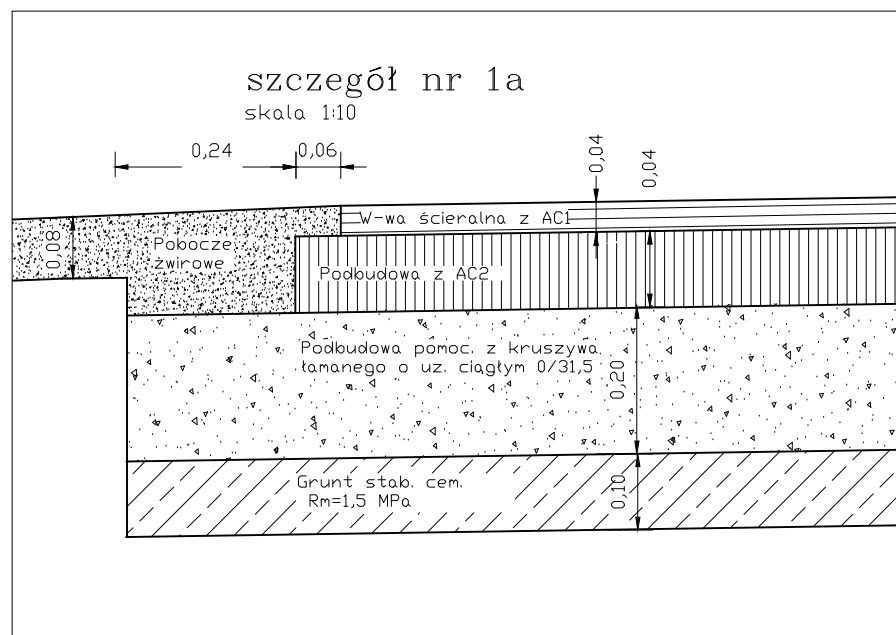 szczegół nr 1a
skala 1:10
0,24
0,06
0,04
0,04
W-wa ścieralna z AC1
0,08
Pobocze
żwirowe
Podbudowa z AC2
Podbudowa pomoc. z kruszywa
łamanego o uz. ciągłym 0/31,5
0,20
Grunt stab. cem.
Rm=1,5 MPa
0,10